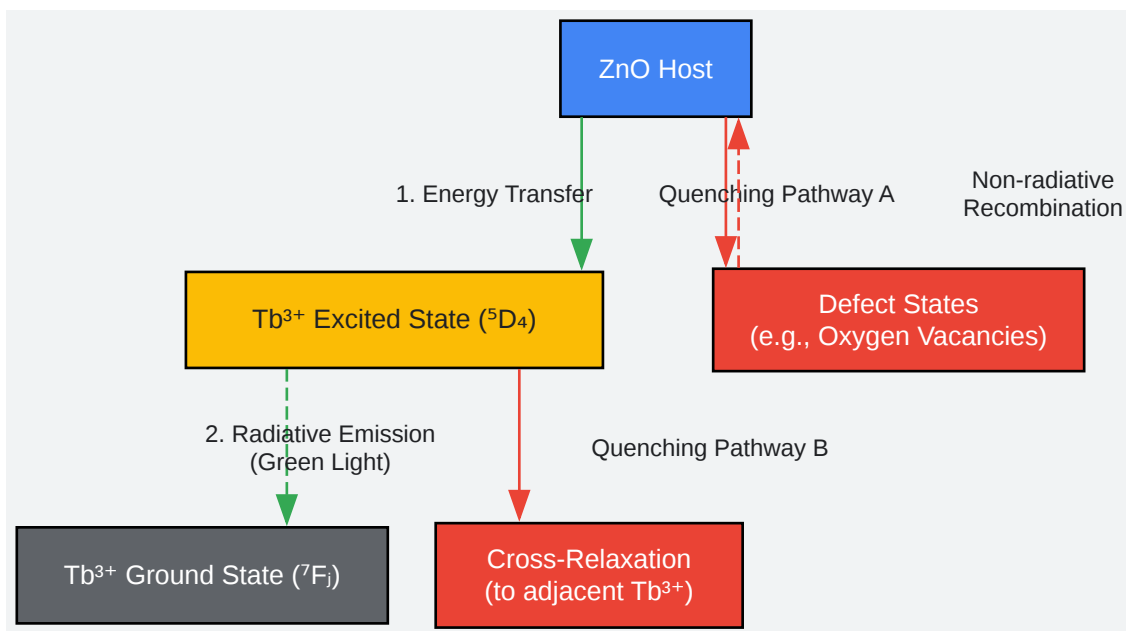 ZnO Host
1. Energy Transfer
Quenching Pathway A
Non-radiative
Recombination
Tb³⁺ Excited State (⁵D₄)
Defect States
(e.g., Oxygen Vacancies)
2. Radiative Emission
(Green Light)
Quenching Pathway B
Tb³⁺ Ground State (⁷Fⱼ)
Cross-Relaxation
(to adjacent Tb³⁺)